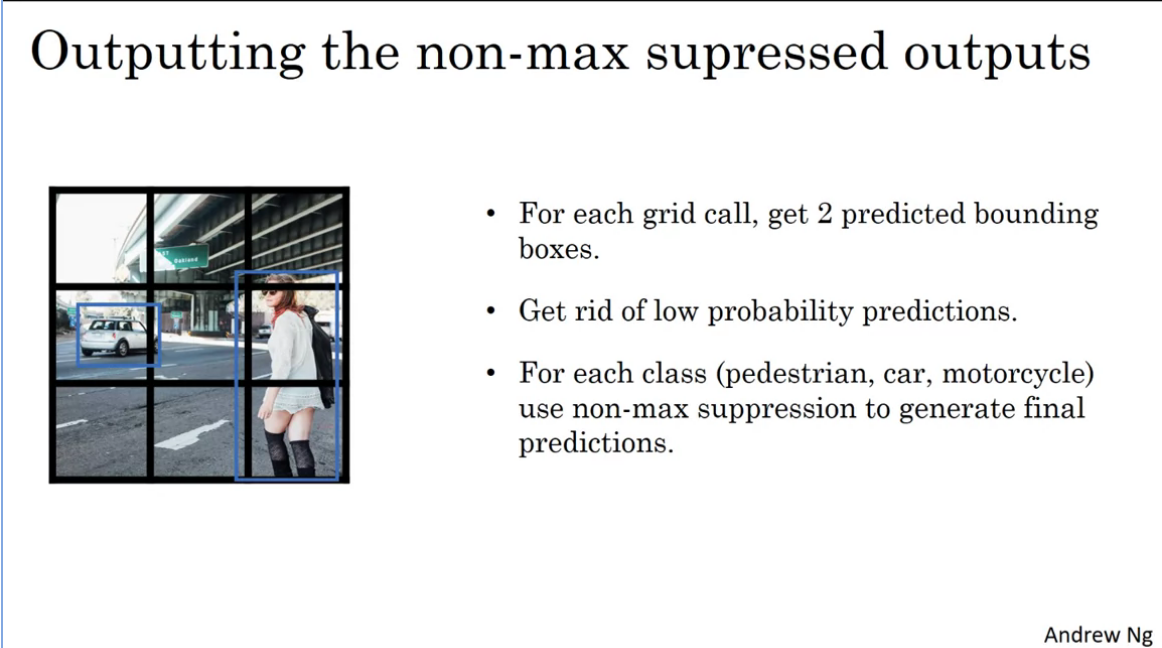 Outputting the non-max supressed outputs
• For each grid call, get 2 predicted bounding
boxes.
• Get rid of low probability predictions.
• For each class (pedestrian, car, motorcycle)
use non-max suppression to generate final
predictions.
Oakland
Andrew Ng